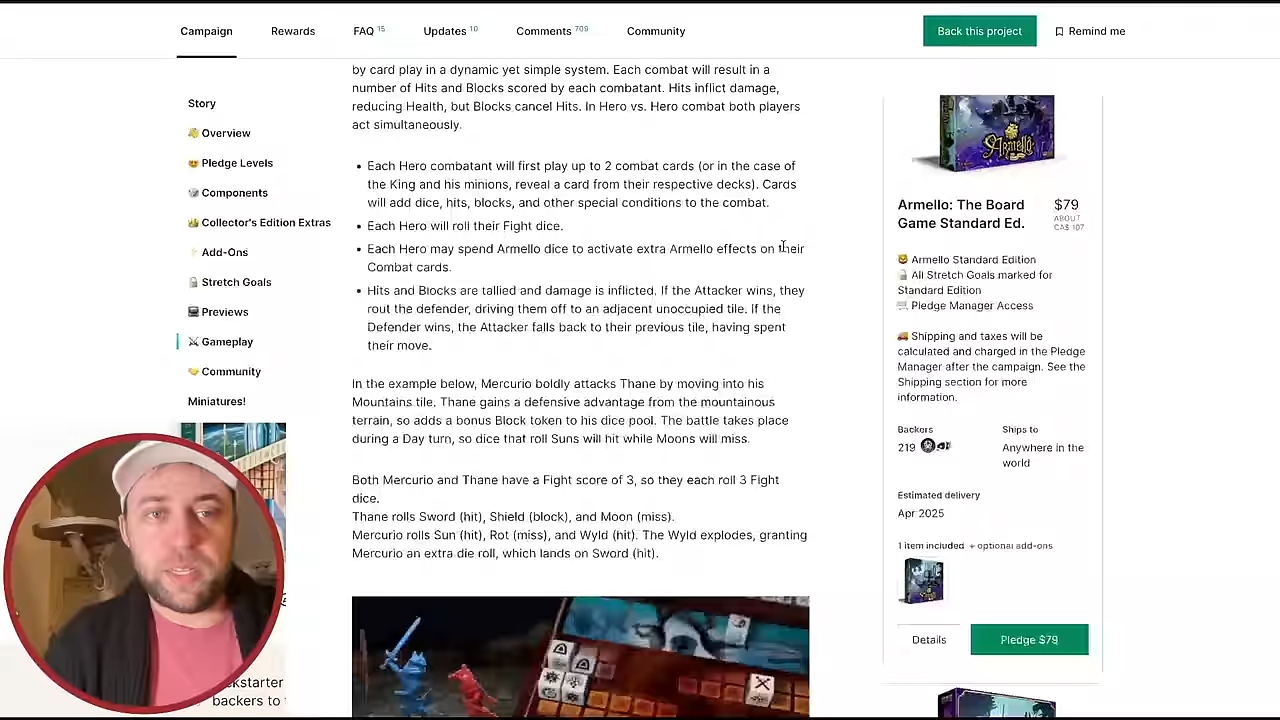 Campaign
Rewards
FAQ 15
Updates 10
Comments 709
Community
Back this project
Remind me
Story
Overview
Pledge Levels
Components
Collector's Edition Extras
Add-Ons
Stretch Goals
Previews
Gameplay
Community
Miniatures!
kstarter
backers to
by card play in a dynamic yet simple system. Each combat will result in a
number of Hits and Blocks scored by each combatant. Hits inflict damage,
reducing Health, but Blocks cancel Hits. In Hero vs. Hero combat both players
act simultaneously.
Each Hero combatant will first play up to 2 combat cards (or in the case of
the King and his minions, reveal a card from their respective decks). Cards
will add dice, hits, blocks, and other special conditions to the combat.
Each Hero will roll their Fight dice.
Each Hero may spend Armello dice to activate extra Armello effects on their
Combat cards.
Hits and Blocks are tallied and damage is inflicted. If the Attacker wins, they
rout the defender, driving them off to an adjacent unoccupied tile. If the
Defender wins, the Attacker falls back to their previous tile, having spent
their move.
In the example below, Mercurio boldly attacks Thane by moving into his
Mountains tile. Thane gains a defensive advantage from the mountainous
terrain, so adds a bonus Block token to his dice pool. The battle takes place
during a Day turn, so dice that roll Suns will hit while Moons will miss.
Both Mercurio and Thane have a Fight score of 3, so they each roll 3 Fight
dice.
Thane rolls Sword (hit), Shield (block), and Moon (miss).
Mercurio rolls Sun (hit), Rot (miss), and Wyld (hit). The Wyld explodes, granting
Mercurio an extra die roll, which lands on Sword (hit).
Armello
Armello: The Board
Game Standard Ed.
$79
ABOUT
CA$ 107
Armello Standard Edition
All Stretch Goals marked for
Standard Edition
Pledge Manager Access
Shipping and taxes will be
calculated and charged in the Pledge
Manager after the campaign. See the
Shipping section for more
information.
Backers
219
Ships to
Anywhere in the
world
Estimated delivery
Apr 2025
1 item included + optional add-ons
Details
Pledge $79